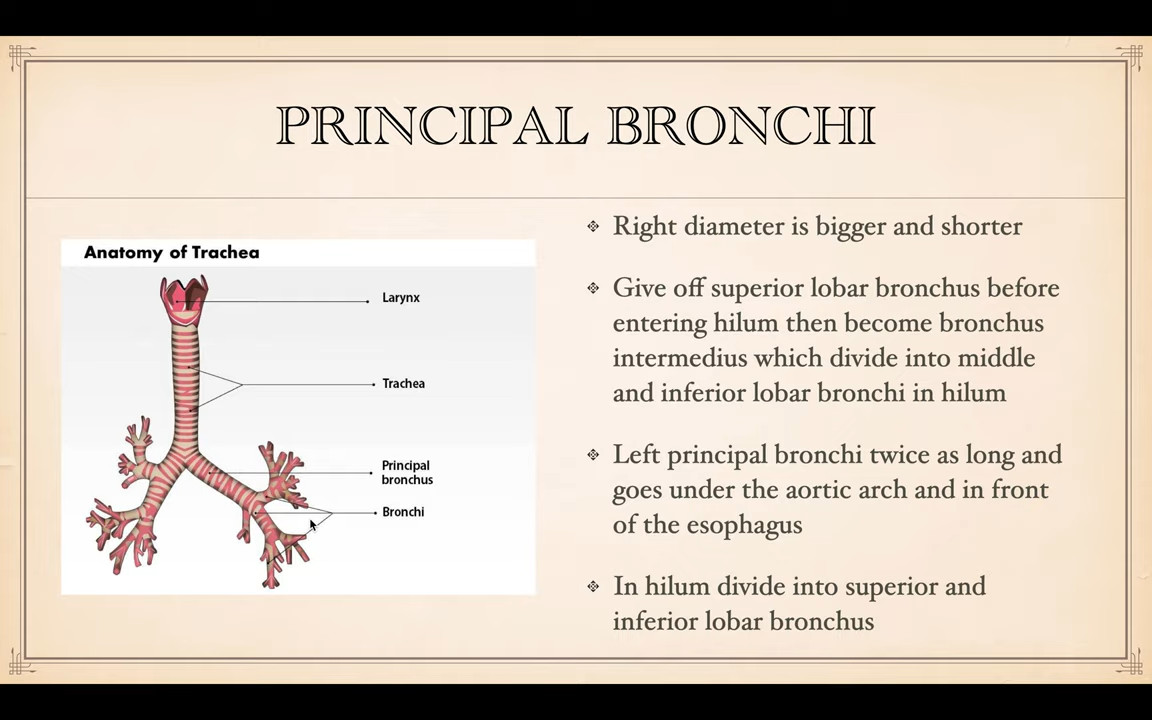 PRINCIPAL BRONCHI
Anatomy of Trachea
Larynx
Trachea
Principal
bronchus
Bronchi
Right diameter is bigger and shorter
Give off superior lobar bronchus before
entering hilum then become bronchus
intermedius which divide into middle
and inferior lobar bronchi in hilum
Left principal bronchi twice as long and
goes under the aortic arch and in front
of the esophagus
In hilum divide into superior and
inferior lobar bronchus